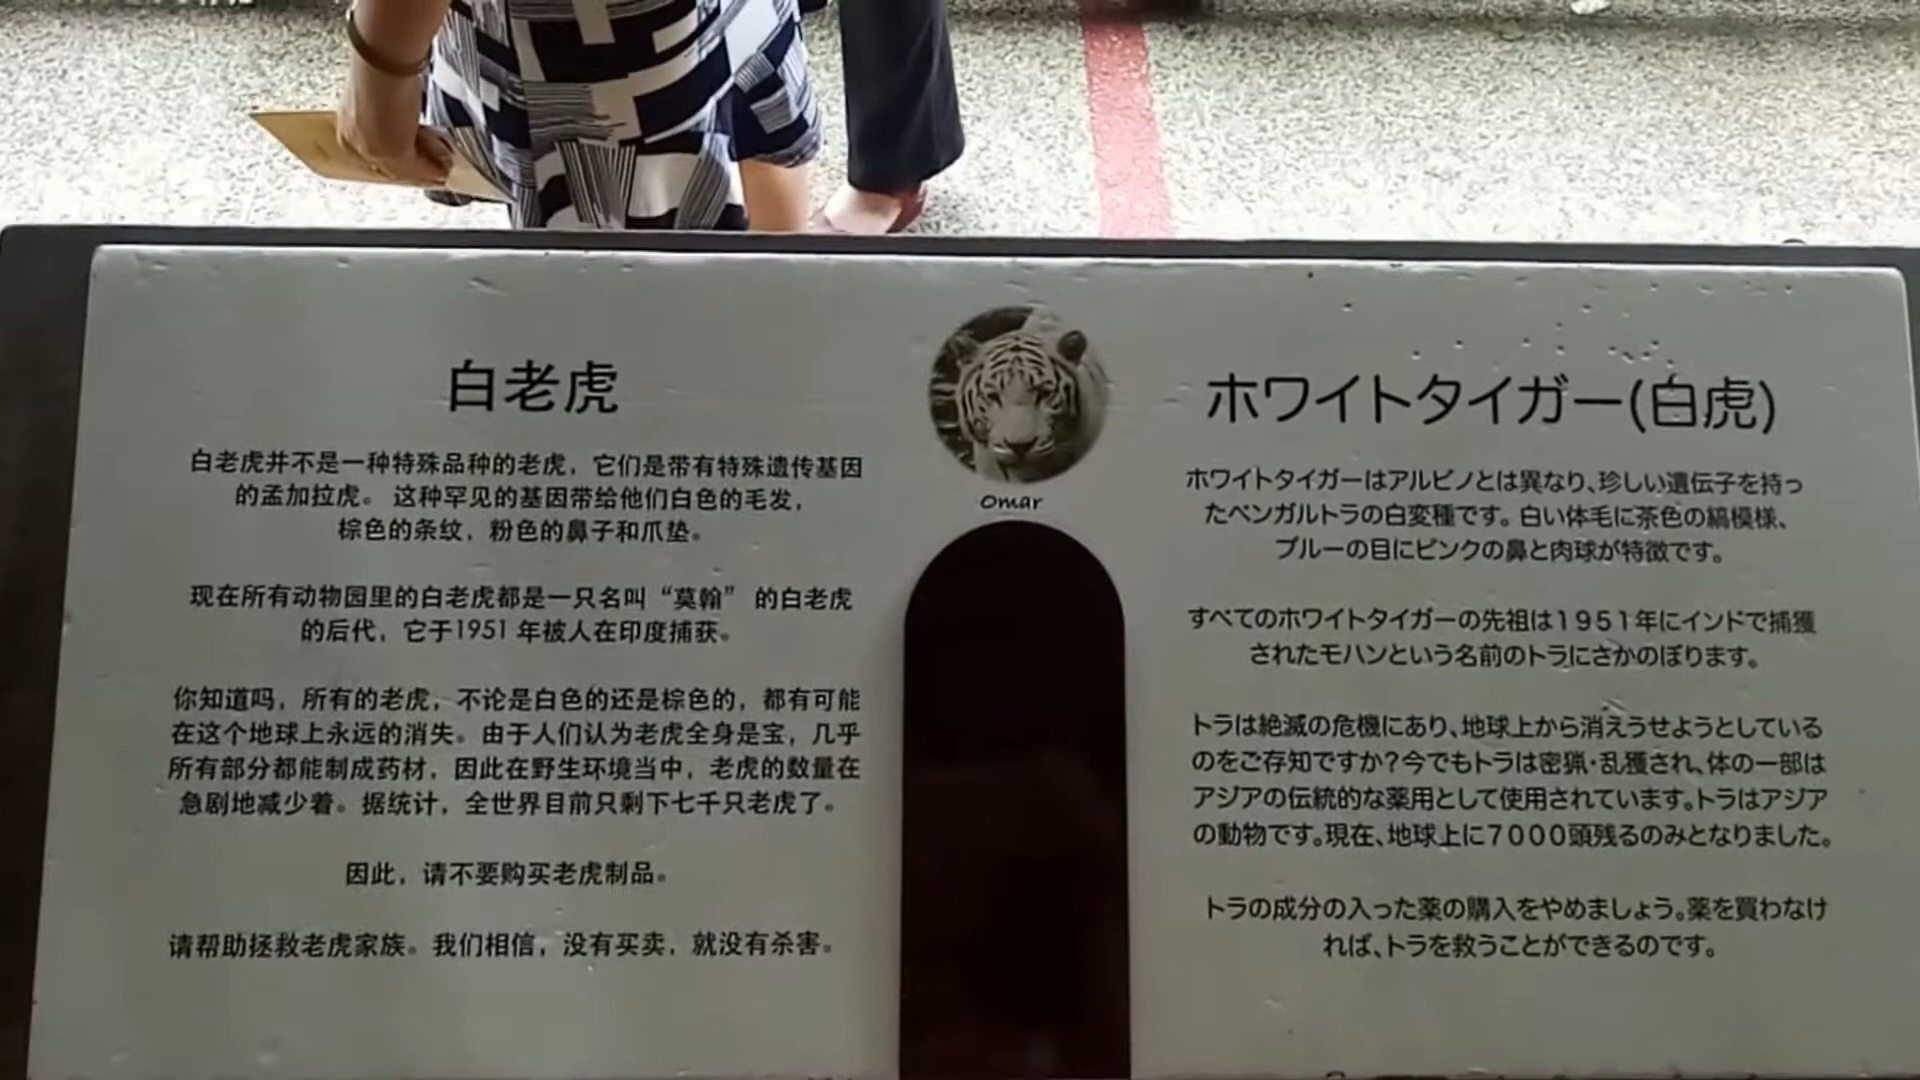 白老虎
白老虎并不是一种特殊品种的老虎，它们是带有特殊遗传基因
的孟加拉虎。 这种罕见的基因带给他们白色的毛发，
棕色的条纹，粉色的鼻子和爪垫。
现在所有动物园里的白老虎都是一只名叫“莫翰” 的白老虎
的后代，它于1951 年被人在印度捕获。
你知道吗，所有的老虎，不论是白色的还是棕色的，都有可能
在这个地球上永远的消失。由于人们认为老虎全身是宝，几乎
所有部分都能制成药材，因此在野生环境当中，老虎的数量在
急剧地减少着。据统计，全世界目前只剩下七千只老虎了。
因此，请不要购买老虎制品。
请帮助拯救老虎家族。我们相信，没有买卖，就没有杀害。
Omar
ホワイトタイガー(白虎)
ホワイトタイガーはアルビノとは異なり、珍しい遺伝子を持っ
たベンガルトラの白変種です。白い体毛に茶色の縞模様、
ブルーの目にピンクの鼻と肉球が特徴です。
すべてのホワイトタイガーの先祖は1951年にインドで捕獲
されたモハンという名前のトラにさかのぼります。
トラは絶滅の危機にあり、地球上から消えうせようとしている
のをご存知ですか？今でもトラは密猟・乱獲され、体の一部は
アジアの伝統的な薬用として使用されています。トラはアジア
の動物です。現在、地球上に7000頭残るのみとなりました。
トラの成分の入った薬の購入をやめましょう。薬を買わなけ
れば、トラを救うことができるのです。